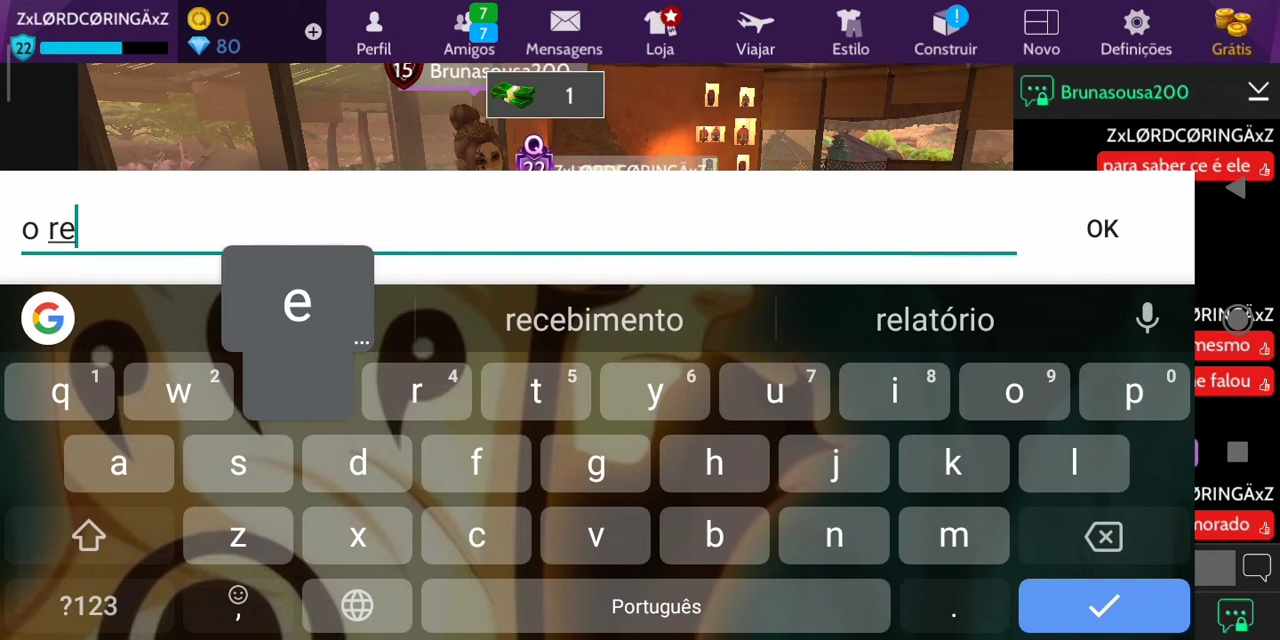 ZxLØRDCØRINGÄxZ
22
0
80
Perfil
7
7
Amigos
Mensagens
Loja
Viajar
Estilo
!
Construir
Novo
Definições
Grátis
15 Brunasousa200
1
Q
22 ZxLØRDCØRINGÄxZ
Brunasousa200
ZxLØRDCØRINGÄxZ
para saber ce é ele
o re
OK
e
...
recebimento
relatório
mesmo
falou
q 1 w 2 r 4 t 5 y 6 u 7 i 8 o 9 p 0
a s d f g h j k l
z x c v b n m
?123 , Português .